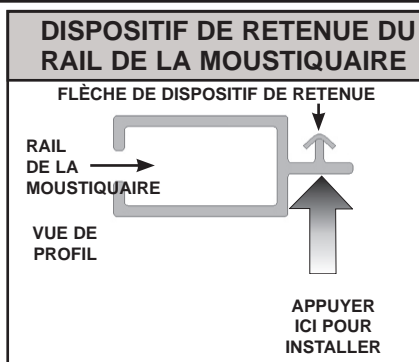 DISPOSITIF DE RETENUE DU
RAIL DE LA MOUSTIQUAIRE
FLÈCHE DE DISPOSITIF DE RETENUE
RAIL
DE LA
MOUSTIQUAIRE
VUE DE
PROFIL
APPUYER
ICI POUR
INSTALLER